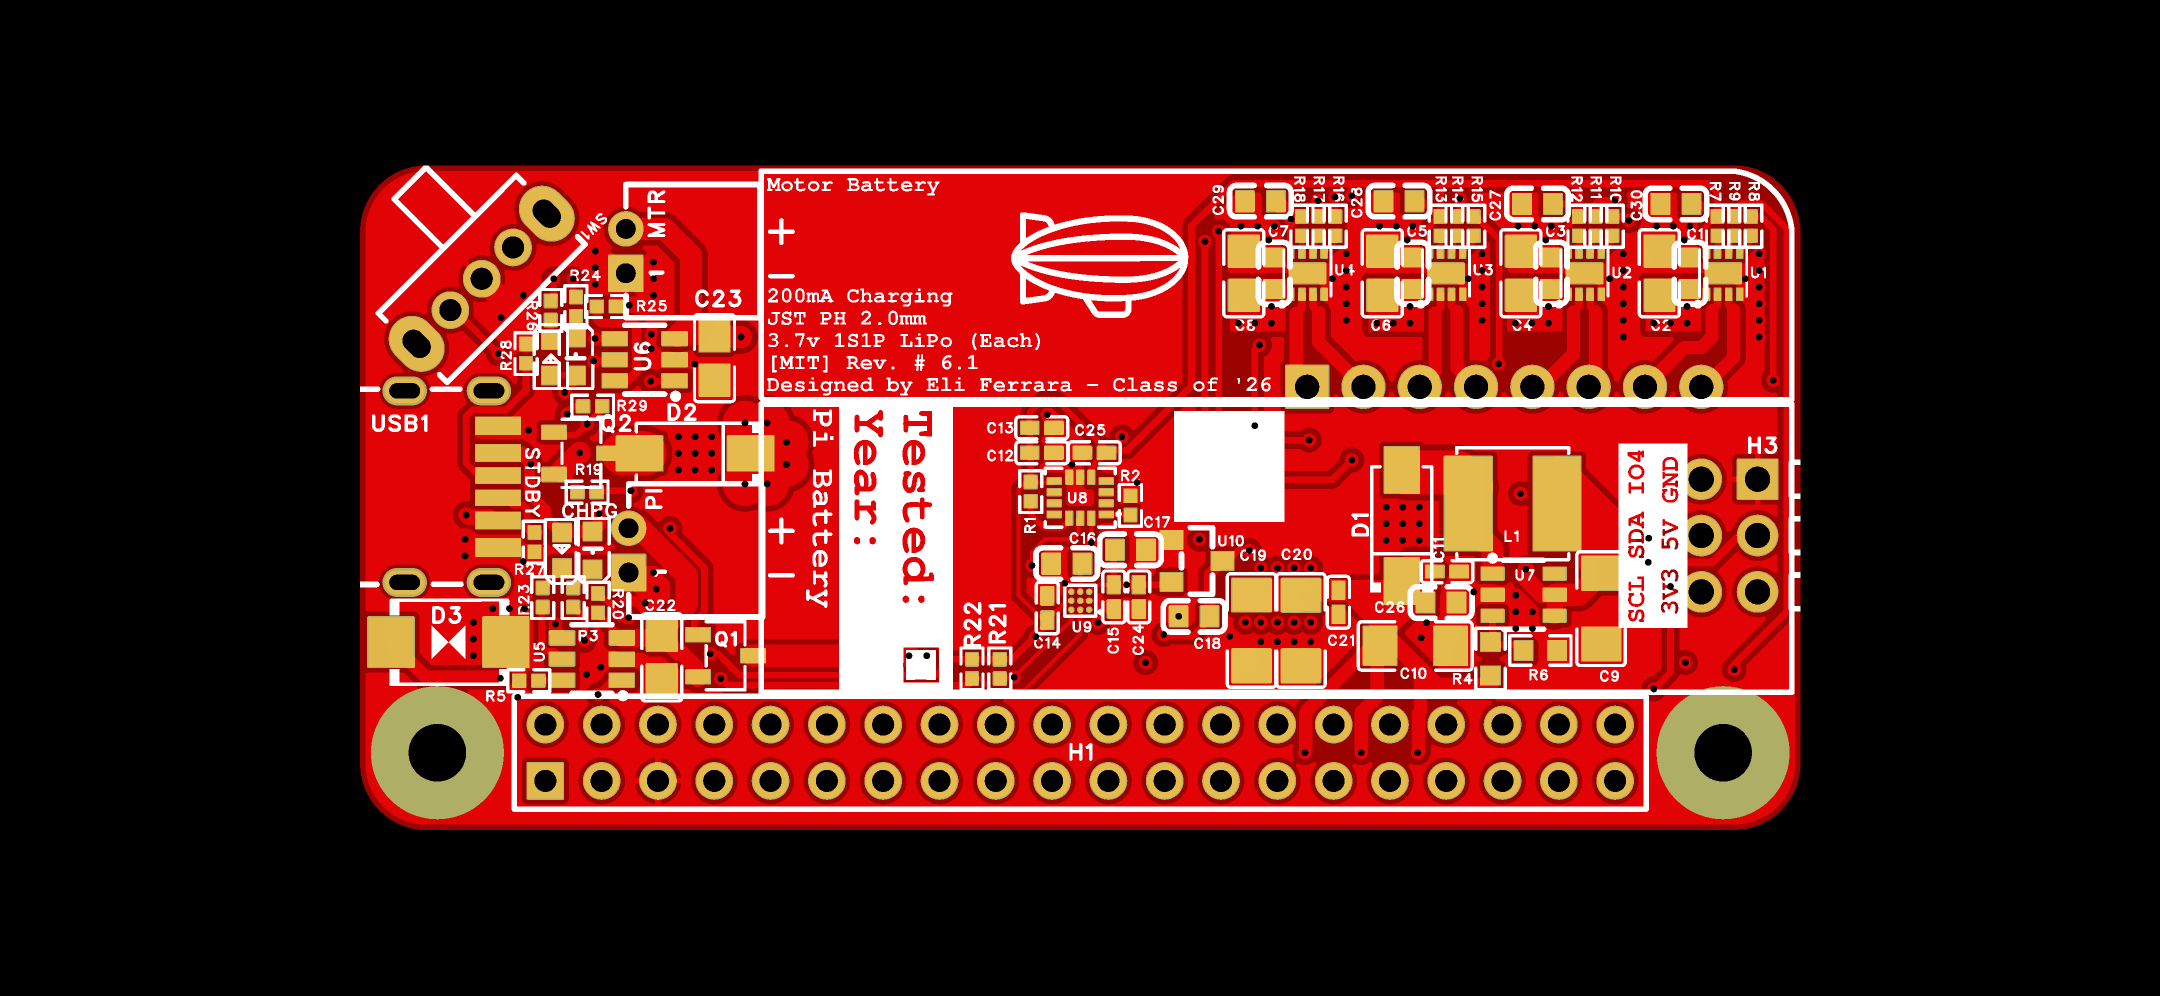 Motor Battery
+
−
200mA Charging
JST PH 2.0mm
3.7v 1S1P LiPo (Each)
[MIT] Rev. # 6.1
Designed by Eli Ferrara – Class of '26
MTR
SW1
R24
R25
R26
R28
C23
U6
R29
D2
Q2
USB1
STDBY
R19
CHPG
PI
R27
R20
C22
D3
P3
U5
Q1
R5
Pi Battery
+
−
Tested:
Year:
R22
R21
C29
R18
R17
R16
C28
R13
R14
R15
C27
R12
R11
R10
C30
R7
R9
R8
C7
U4
C5
U3
C3
U2
C1
U1
C8
C6
C4
C2
C13
C25
C12
R2
U8
R1
C17
C16
U10
C19
C20
U9
C14
C15
C24
C18
C21
D1
L1
C11
U7
C26
C10
R4
R6
C9
H3
SCL SDA IO4
3V3 5V GND
H1